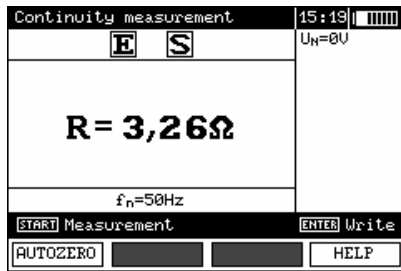 Continuity measurement 15:19
E S Uₙ=0V
R= 3,26Ω
fₙ=50Hz
START Measurement ENTER Write
AUTOZERO HELP